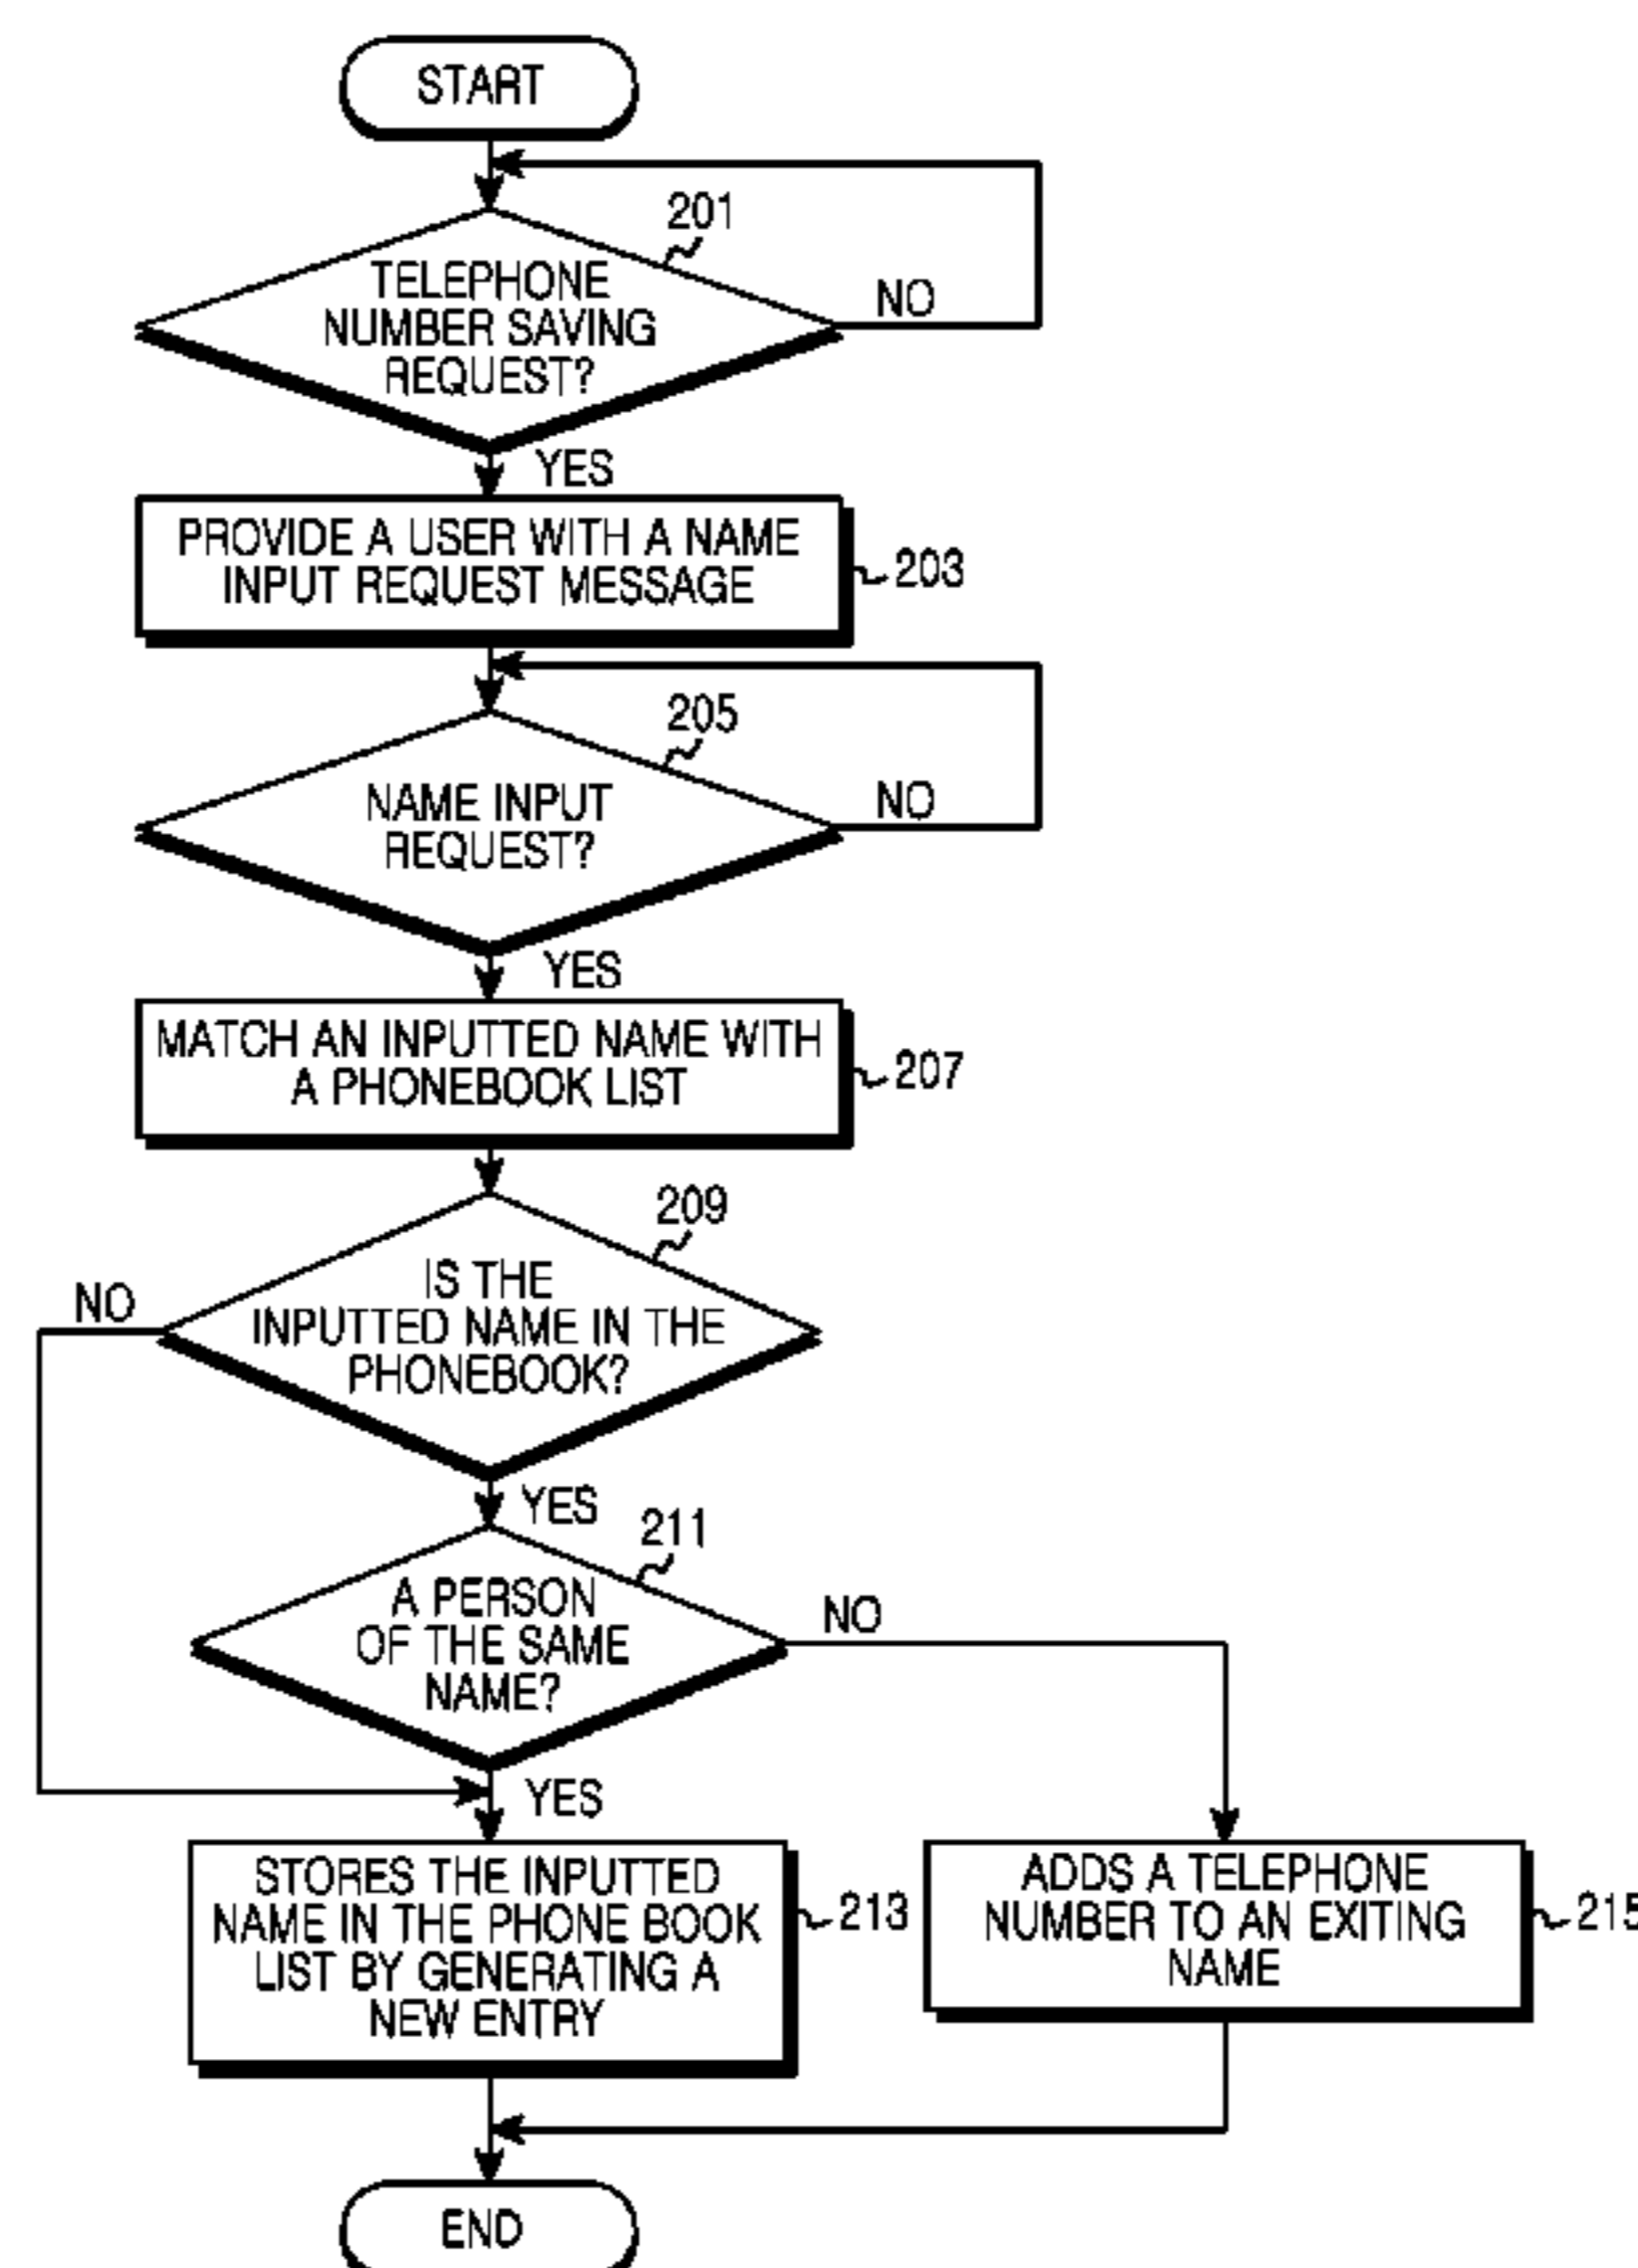 START
201
TELEPHONE
NUMBER SAVING
REQUEST?
NO
YES
PROVIDE A USER WITH A NAME
INPUT REQUEST MESSAGE
203
205
NAME INPUT
REQUEST?
NO
YES
MATCH AN INPUTTED NAME WITH
A PHONEBOOK LIST
207
209
IS THE
INPUTTED NAME IN THE
PHONEBOOK?
NO
YES
211
A PERSON
OF THE SAME
NAME?
NO
YES
STORES THE INPUTTED
NAME IN THE PHONE BOOK
LIST BY GENERATING A
NEW ENTRY
213
ADDS A TELEPHONE
NUMBER TO AN EXITING
NAME
215
END